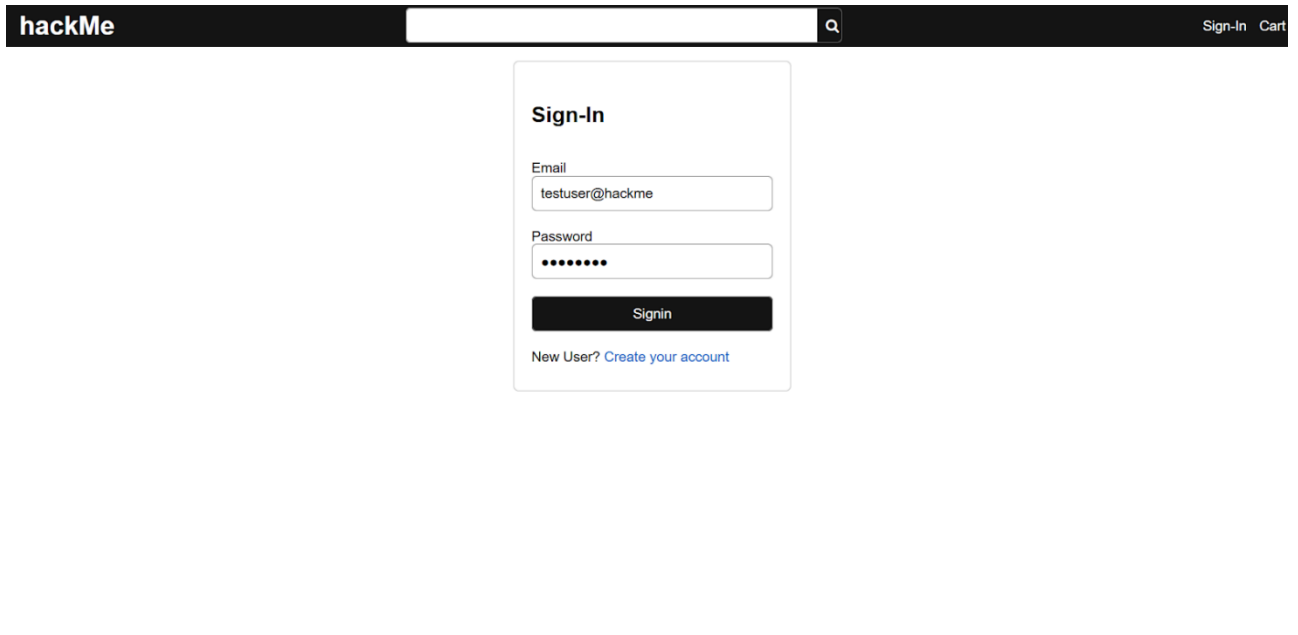 hackMe
Sign-In Cart
Sign-In
Email
testuser@hackme
Password
••••••••
Signin
New User? Create your account